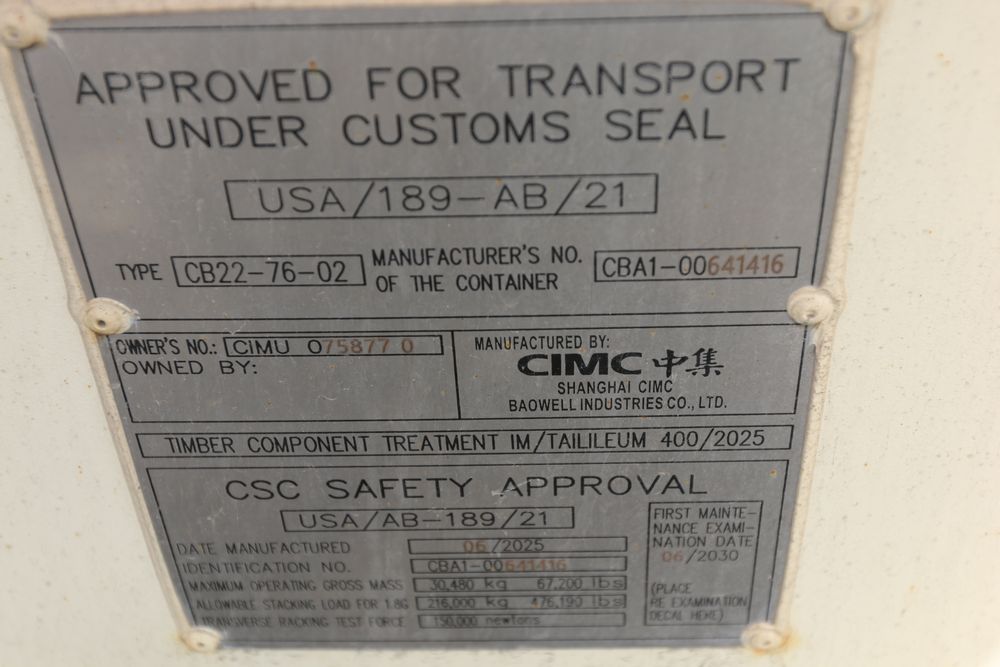 APPROVED FOR TRANSPORT
UNDER CUSTOMS SEAL
USA/189-AB/21
TYPE CB22-76-02 MANUFACTURER'S NO. OF THE CONTAINER CBA1-00641416
OWNER'S NO.: CIMU 075877 0
OWNED BY:
MANUFACTURED BY:
CIMC 中集
SHANGHAI CIMC
BAOWELL INDUSTRIES CO., LTD.
TIMBER COMPONENT TREATMENT IM/TAILILEUM 400/2025
CSC SAFETY APPROVAL
USA/AB-189/21
DATE MANUFACTURED 06/2025
IDENTIFICATION NO. CBA1-00641416
MAXIMUM OPERATING GROSS MASS 30,480 kg 67,200 lbs
ALLOWABLE STACKING LOAD FOR 1.8G 216,000 kg 476,190 lbs
TRANSVERSE RACKING TEST FORCE 150,000 newtons
FIRST MAINTE-
NANCE EXAMI-
NATION DATE
06/2030
(PLACE
RE EXAMINATION
DECAL HERE)